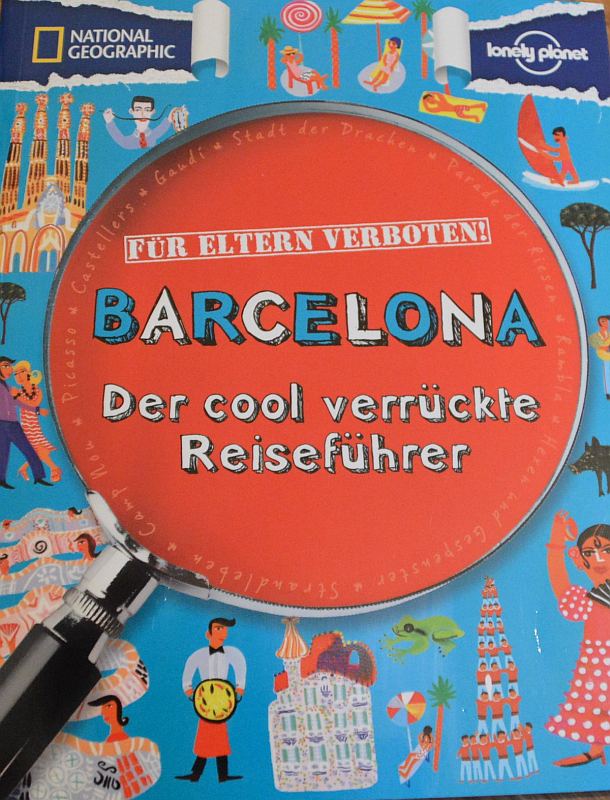 NATIONAL
GEOGRAPHIC
lonely planet
Camp Nou * Picasso * Castellers * Gaudí * Stadt der Drachen * Parade der Riesen * Rambla * Hexen und Gespenster * Strandleben *
FÜR ELTERN VERBOTEN!
BARCELONA
Der cool verrückte
Reiseführer